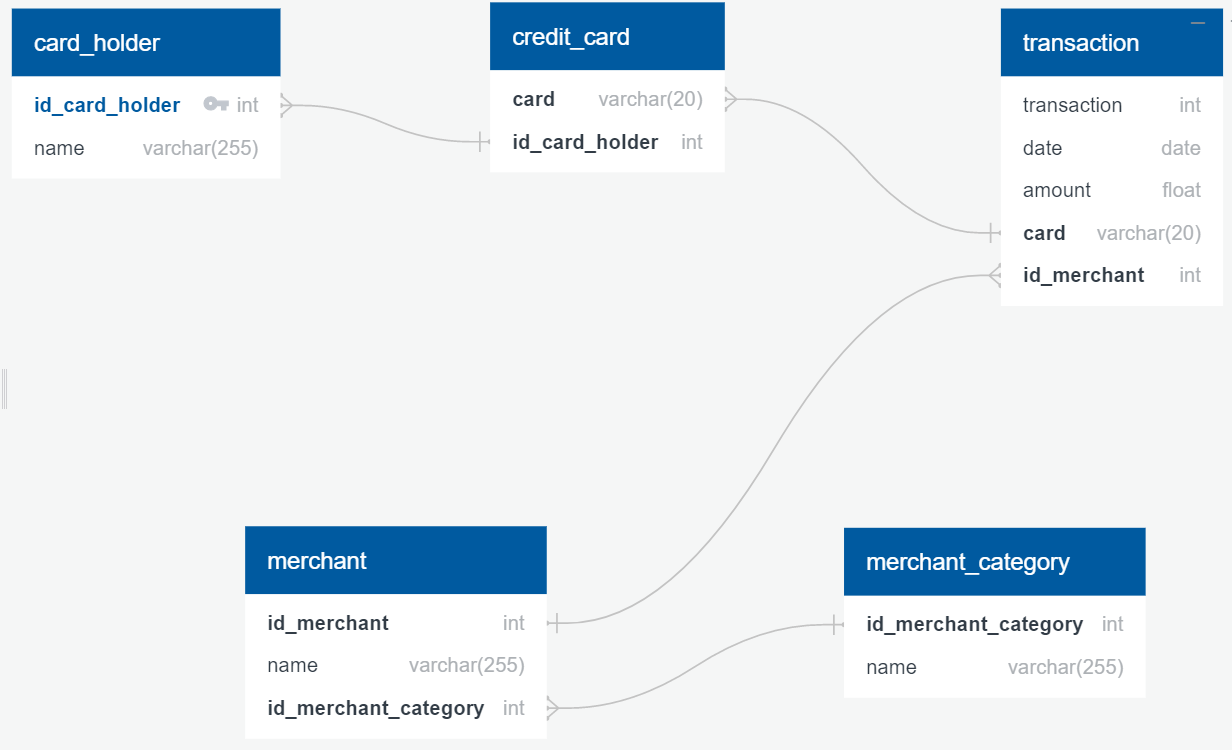 card_holder
id_card_holder int
name varchar(255)
credit_card
card varchar(20)
id_card_holder int
transaction
transaction int
date date
amount float
card varchar(20)
id_merchant int
merchant
id_merchant int
name varchar(255)
id_merchant_category int
merchant_category
id_merchant_category int
name varchar(255)